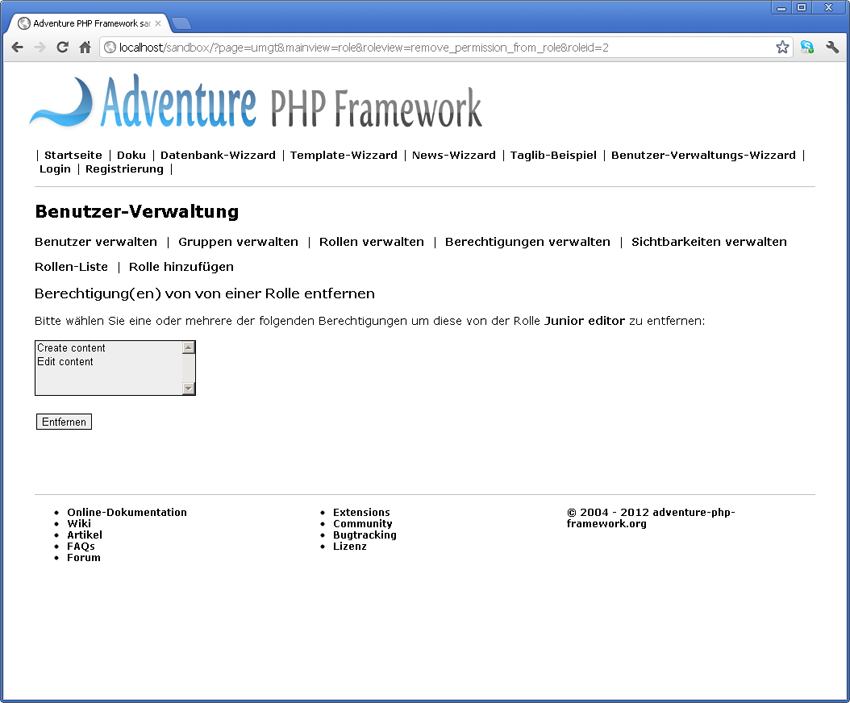 Adventure PHP Framework sa
localhost/sandbox/?page=umgt&mainview=role&roleview=remove_permission_from_role&roleid=2
Adventure PHP Framework
| Startseite | Doku | Datenbank-Wizzard | Template-Wizzard | News-Wizzard | Taglib-Beispiel | Benutzer-Verwaltungs-Wizzard |
Login | Registrierung |
Benutzer-Verwaltung
Benutzer verwalten | Gruppen verwalten | Rollen verwalten | Berechtigungen verwalten | Sichtbarkeiten verwalten
Rollen-Liste | Rolle hinzufügen
Berechtigung(en) von von einer Rolle entfernen
Bitte wählen Sie eine oder mehrere der folgenden Berechtigungen um diese von der Rolle Junior editor zu entfernen:
Create content
Edit content
Entfernen
• Online-Dokumentation
• Wiki
• Artikel
• FAQs
• Forum
• Extensions
• Community
• Bugtracking
• Lizenz
© 2004 - 2012 adventure-php-
framework.org